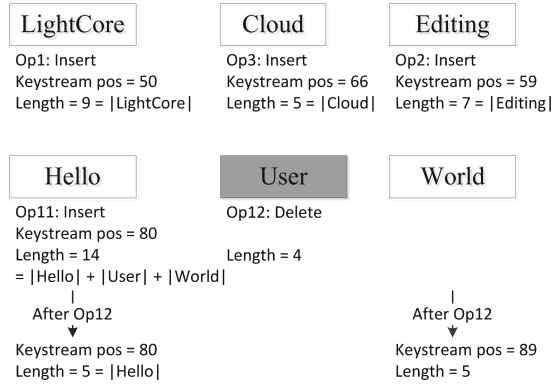 LightCore
Cloud
Editing
Op1: Insert
Keystream pos = 50
Length = 9 = |LightCore|
Op3: Insert
Keystream pos = 66
Length = 5 = |Cloud|
Op2: Insert
Keystream pos = 59
Length = 7 = |Editing|
Hello
User
World
Op11: Insert
Keystream pos = 80
Length = 14
= |Hello| + |User| + |World|
Op12: Delete
Length = 4
After Op12
Keystream pos = 80
Length = 5 = |Hello|
After Op12
Keystream pos = 89
Length = 5